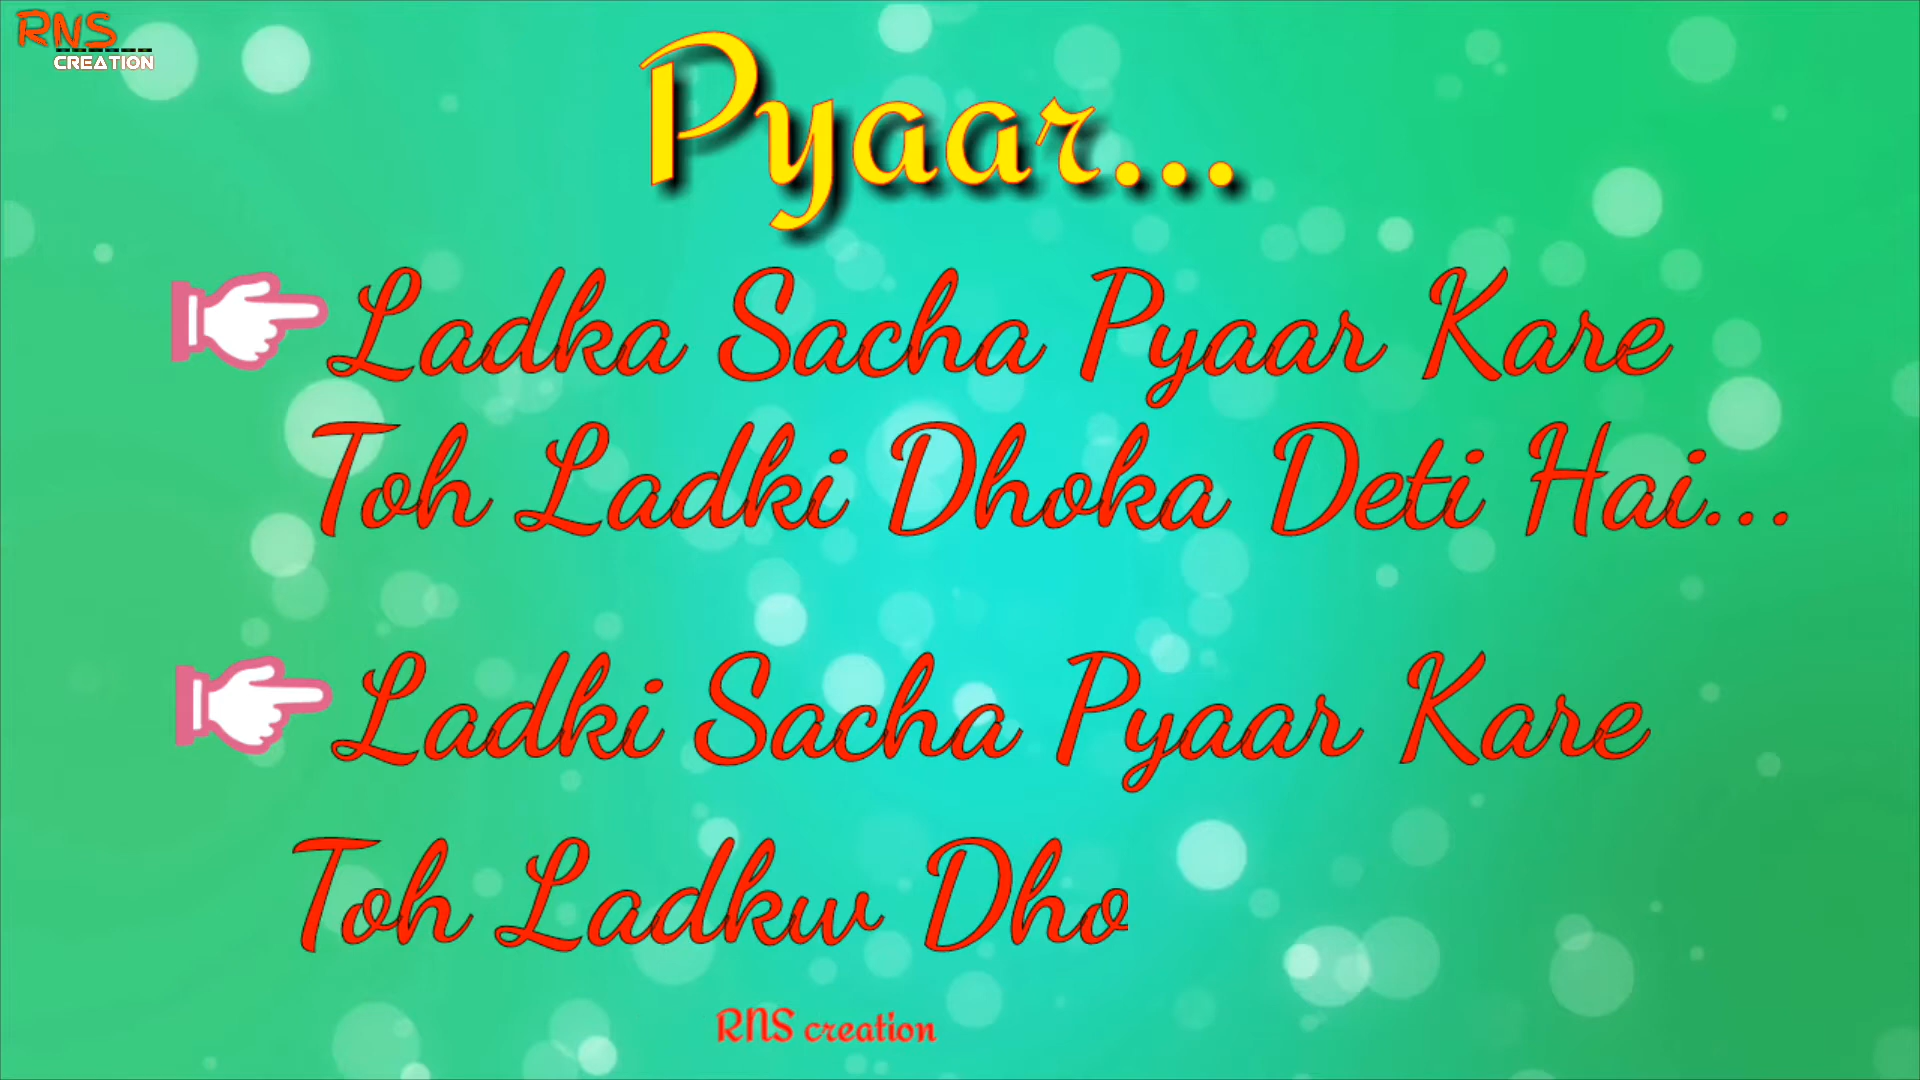 RNS
CREATION
Pyaar...
Ladka Sacha Pyaar Kare
Toh Ladki Dhoka Deti Hai...
Ladki Sacha Pyaar Kare
Toh Ladkw Dho
RNS creation